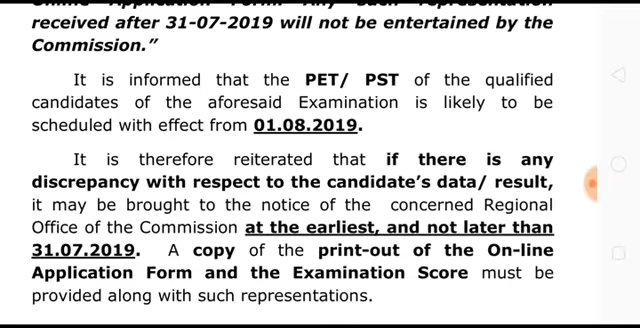 received after 31-07-2019 will not be entertained by the
Commission.”
It is informed that the PET/ PST of the qualified
candidates of the aforesaid Examination is likely to be
scheduled with effect from 01.08.2019.
It is therefore reiterated that if there is any
discrepancy with respect to the candidate’s data/ result,
it may be brought to the notice of the concerned Regional
Office of the Commission at the earliest, and not later than
31.07.2019. A copy of the print-out of the On-line
Application Form and the Examination Score must be
provided along with such representations.